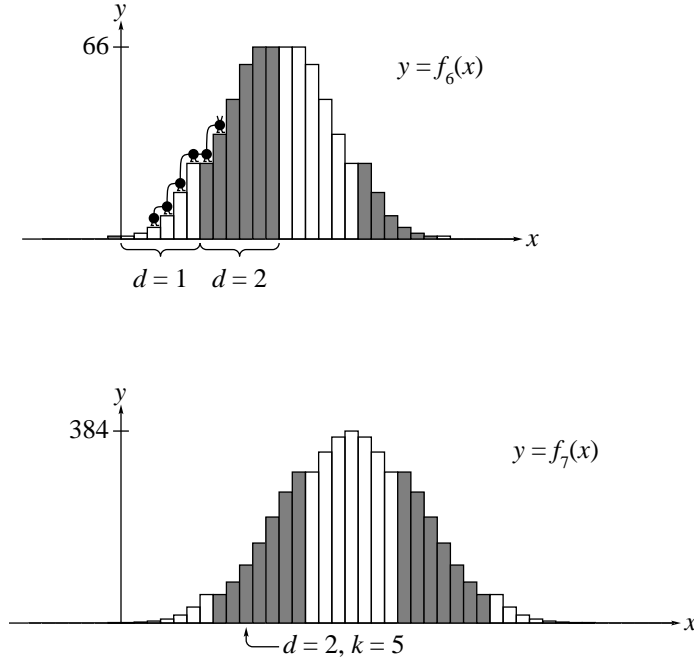 y
66
y = f₆(x)
x
d = 1
d = 2
y
384
y = f₇(x)
x
d = 2, k = 5